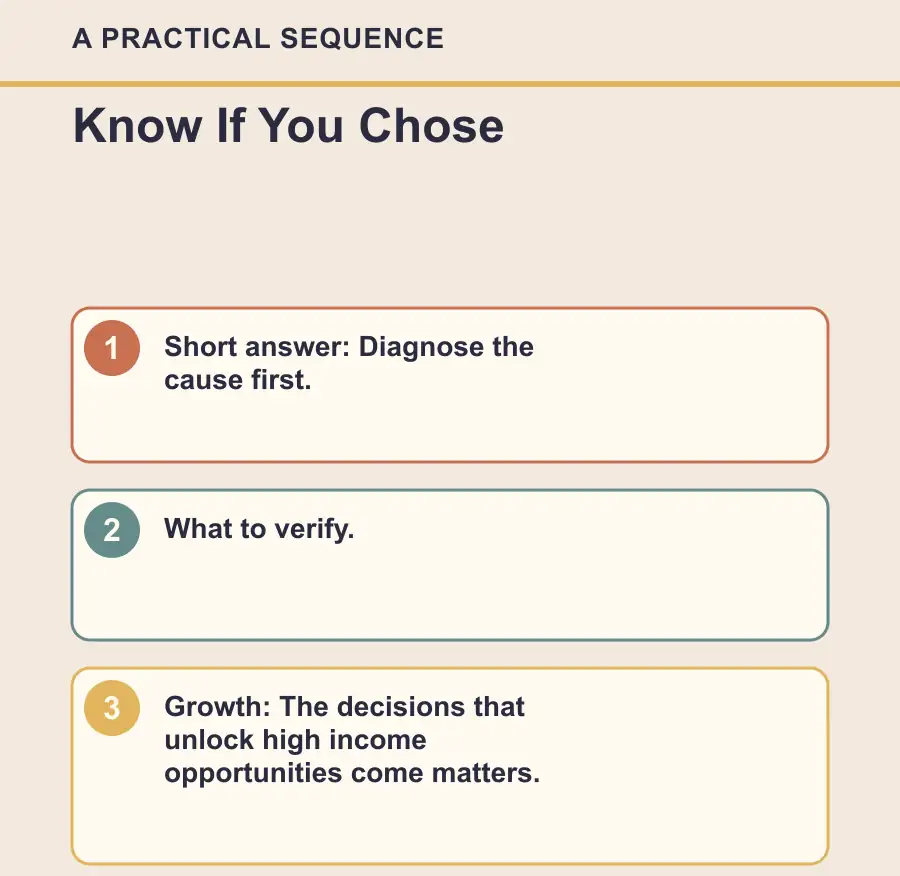 A PRACTICAL SEQUENCE
Know If You Chose
1
Short answer: Diagnose the
cause first.
2
What to verify.
3
Growth: The decisions that
unlock high income
opportunities come matters.